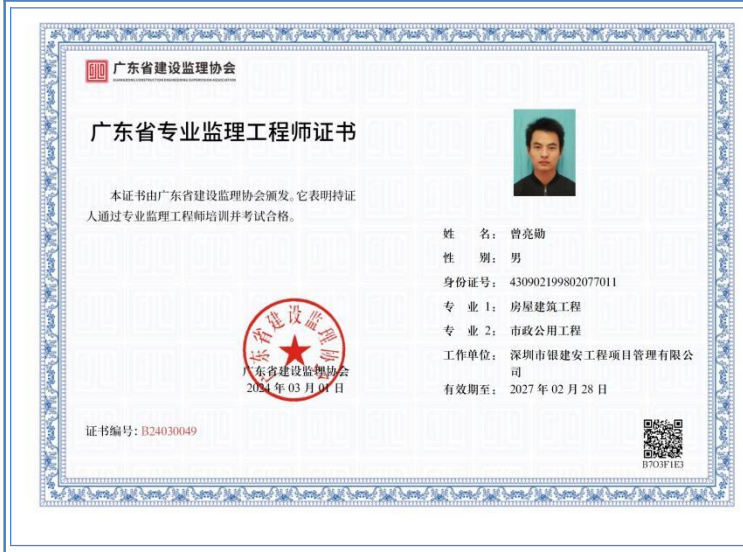 广东省建设监理协会
GUANGDONG CONSTRUCTION ENGINEERING SUPERVISION ASSOCIATION
广东省专业监理工程师证书
本证书由广东省建设监理协会颁发。它表明持证
人通过专业监理工程师培训并考试合格。
姓 名: 曾亮勋
性 别: 男
身份证号: 430902199802077011
专 业 1: 房屋建筑工程
专 业 2: 市政公用工程
工作单位: 深圳市银建安工程项目管理有限公
司
有效期至: 2027 年 02 月 28 日
广东省建设监理协会
广东省建设监理协会
2024 年 03 月 01 日
证书编号: B24030049
B7O3F1E3